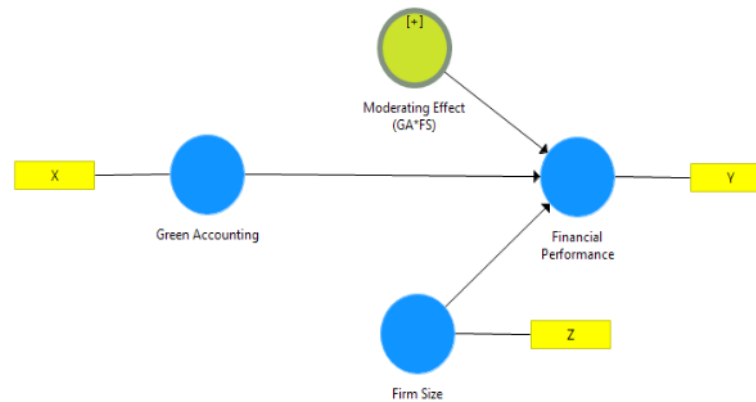 [+]
Moderating Effect
(GA*FS)
X
Green Accounting
Financial
Performance
Y
Z
Firm Size